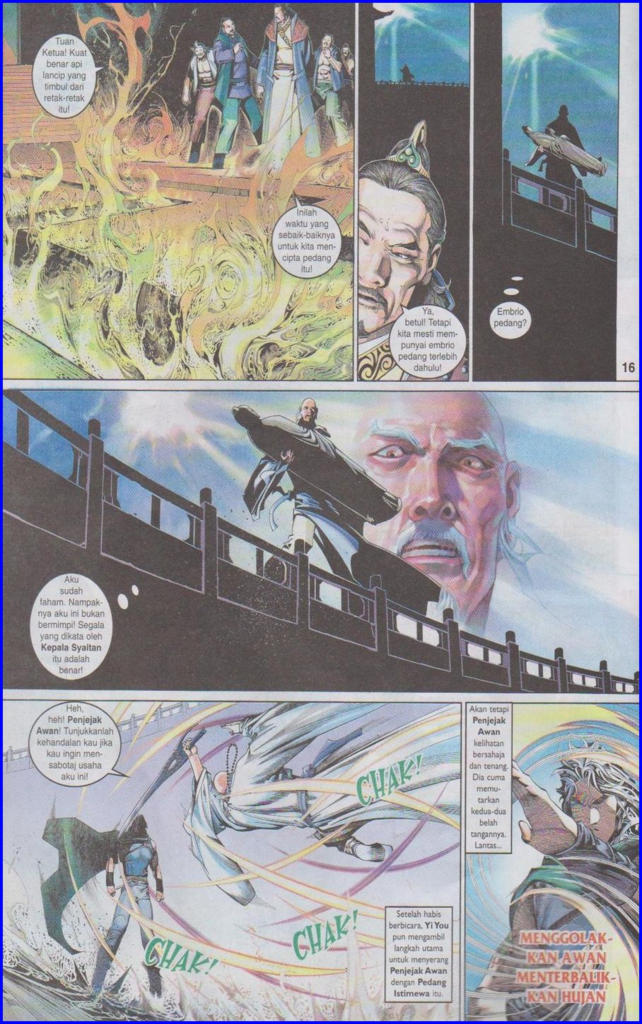 Tuan
Ketua! Kuat
benar api
lancip yang
timbul dari
retak-retak
itu!
Inilah
waktu yang
sebaik-baiknya
untuk kita men-
cipta pedang
itu!
Ya,
betul! Tetapi
kita mesti mem-
punyai embrio
pedang terlebih
dahulu!
Embrio
pedang?
16
Aku
sudah
faham. Nampak-
nya aku ini bukan
bermimpi! Segala
yang dikata oleh
Kepala Syaitan
itu adalah
benar!
Heh,
heh! Penjejak
Awan! Tunjukkanlah
kehandalan kau jika
kau ingin men-
sabotaj usaha
aku ini!
CHAK!
CHAK!
CHAK!
Setelah habis
berbicara, Yi You
pun mengambil
langkah untuk
untuk menyerang
Penjejak Awan
dengan Pedang
Istimewa itu.
Akan tetapi
Penjejak
Awan
kelihatan
bersahaja
dan tenang.
Dia cuma
memu-
tarkan
kedua-dua
belah
tangannya.
Lantas...
MENGGOLAK-
KAN AWAN
MENTERBALIK-
KAN HUJAN